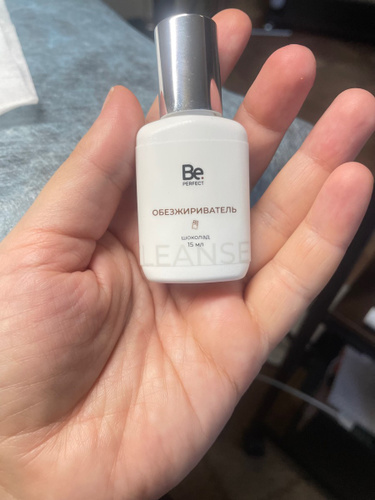 Be.
PERFECT
ОБЕЗЖИРИВАТЕЛЬ
шоколад
15 мл
LEANSE